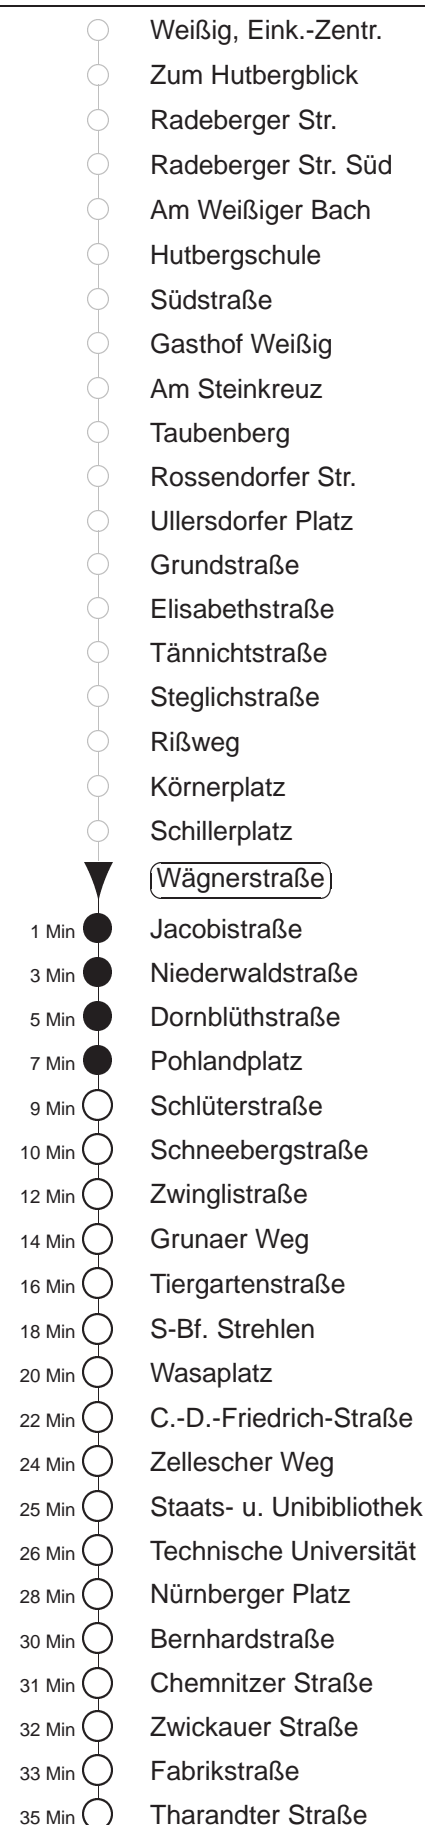 Weißig, Eink.-Zentr.
Zum Hutbergblick
Radeberger Str.
Radeberger Str. Süd
Am Weißiger Bach
Hutbergschule
Südstraße
Gasthof Weißig
Am Steinkreuz
Taubenberg
Rossendorfer Str.
Ullersdorfer Platz
Grundstraße
Elisabethstraße
Tännichtstraße
Steglichstraße
Rißweg
Körnerplatz
Schillerplatz
Wägnerstraße
1 Min Jacobistraße
3 Min Niederwaldstraße
5 Min Dornblüthstraße
7 Min Pohlandplatz
9 Min Schlüterstraße
10 Min Schneebergstraße
12 Min Zwinglistraße
14 Min Grunaer Weg
16 Min Tiergartenstraße
18 Min S-Bf. Strehlen
20 Min Wasaplatz
22 Min C.-D.-Friedrich-Straße
24 Min Zellescher Weg
25 Min Staats- u. Unibibliothek
26 Min Technische Universität
28 Min Nürnberger Platz
30 Min Bernhardstraße
31 Min Chemnitzer Straße
32 Min Zwickauer Straße
33 Min Fabrikstraße
35 Min Tharandter Straße